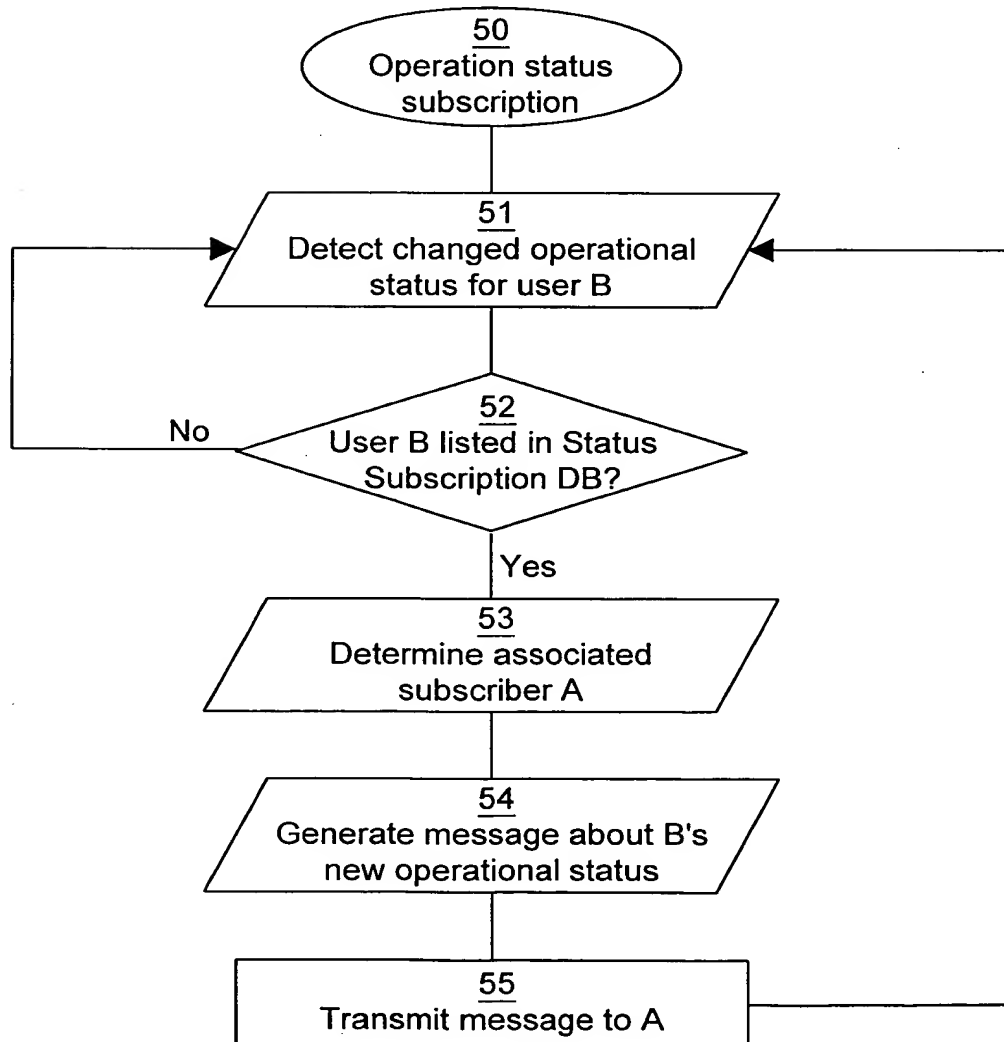 50
Operation status
subscription
51
Detect changed operational
status for user B
52
User B listed in Status
Subscription DB?
No
Yes
53
Determine associated
subscriber A
54
Generate message about B's
new operational status
55
Transmit message to A